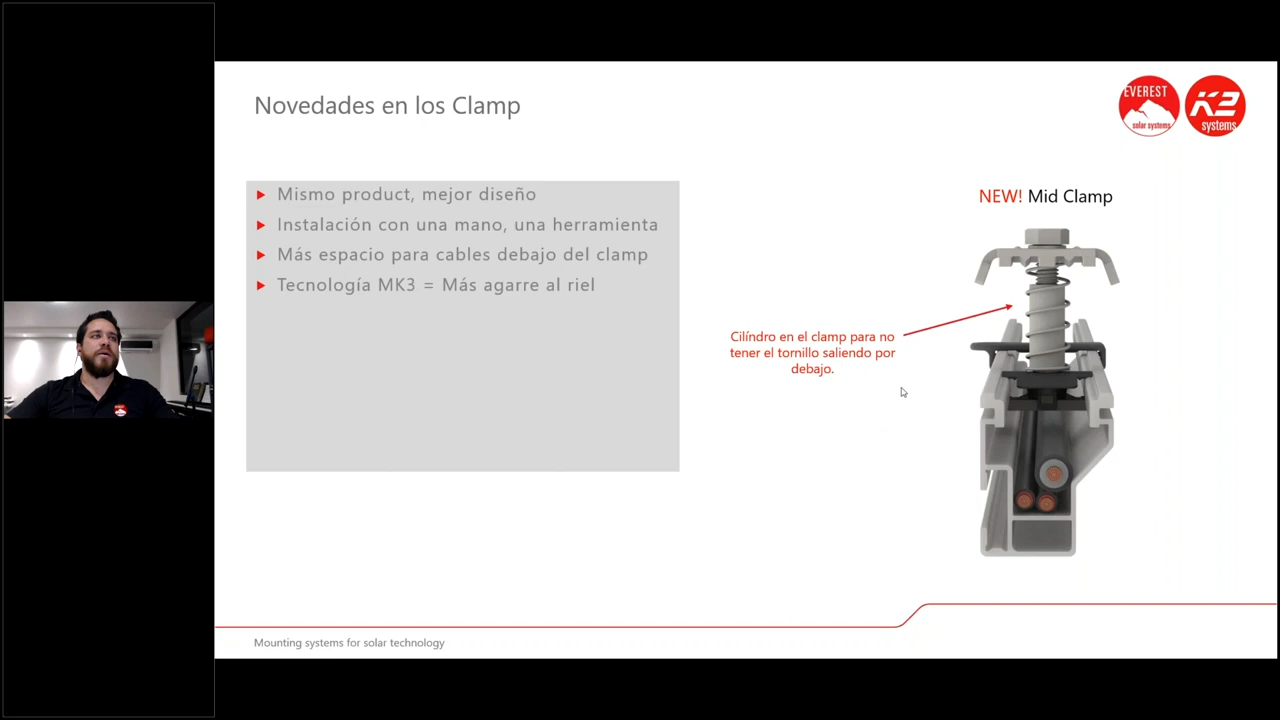 Novedades en los Clamp
EVEREST
solar systems
K2
systems
Mismo product, mejor diseño
Instalación con una mano, una herramienta
Más espacio para cables debajo del clamp
Tecnología MK3 = Más agarre al riel
NEW! Mid Clamp
Cilíndro en el clamp para no
tener el tornillo saliendo por
debajo.
Mounting systems for solar technology